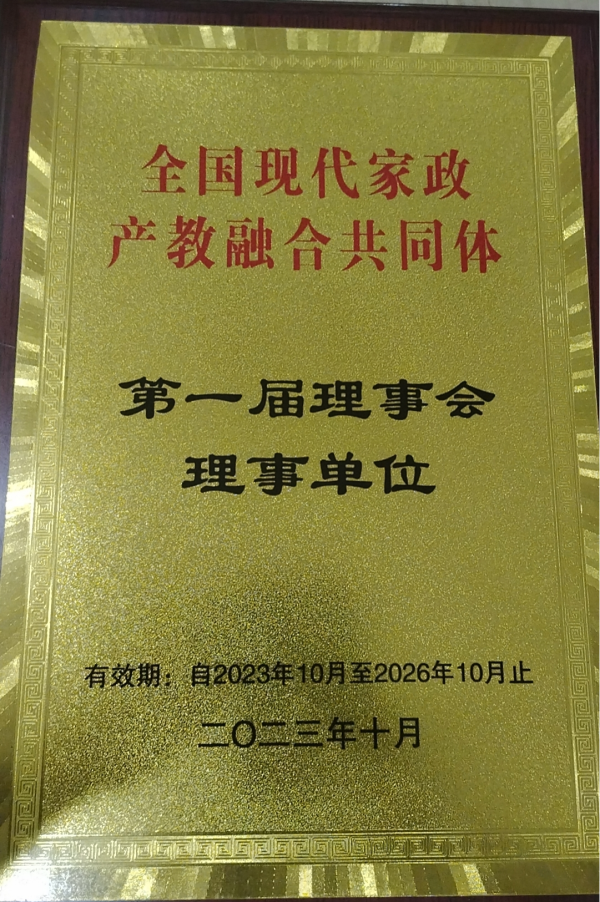 全国现代家政
产教融合共同体
第一届理事会
理事单位
有效期：自2023年10月至2026年10月止
二〇二三年十月